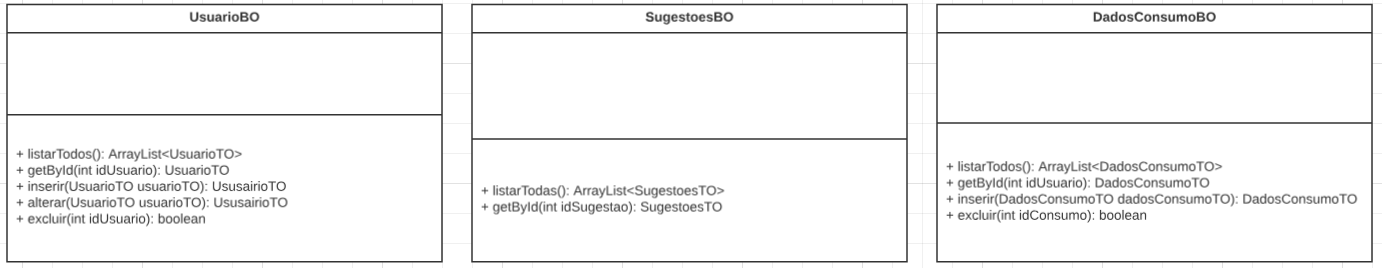 UsuarioBO
+ listarTodos(): ArrayList<UsuarioTO>
+ getById(int idUsuario): UsuarioTO
+ inserir(UsuarioTO usuarioTO): UsusairioTO
+ alterar(UsuarioTO usuarioTO): UsusairioTO
+ excluir(int idUsuario): boolean
SugestoesBO
+ listarTodas(): ArrayList<SugestoesTO>
+ getById(int idSugestao): SugestoesTO
DadosConsumoBO
+ listarTodos(): ArrayList<DadosConsumoTO>
+ getById(int idUsuario): DadosConsumoTO
+ inserir(DadosConsumoTO dadosConsumoTO): DadosConsumoTO
+ excluir(int idConsumo): boolean